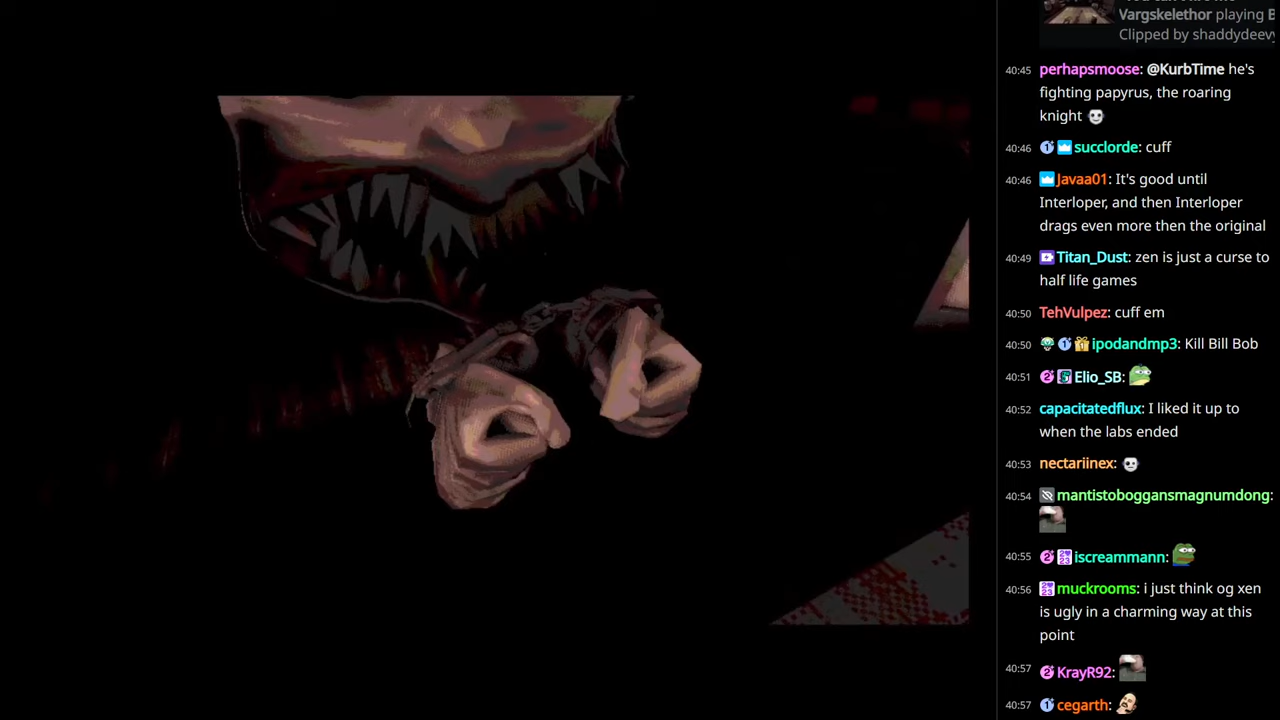 Vargskelethor playing B
Clipped by shaddydeevy
40:45 perhapsmoose: @KurbTime he's
fighting papyrus, the roaring
knight
40:46 succlorde: cuff
40:46 Javaa01: It's good until
Interloper, and then Interloper
drags even more then the original
40:49 Titan_Dust: zen is just a curse to
half life games
40:50 TehVulpez: cuff em
40:50 ipodandmp3: Kill Bill Bob
40:51 Elio_SB:
40:52 capacitatedflux: I liked it up to
when the labs ended
40:53 nectariinex:
40:54 mantistoboggansmagnumdong:
40:55 iscreammann:
40:56 muckrooms: i just think og xen
is ugly in a charming way at this
point
40:57 KrayR92:
40:57 cegarth: